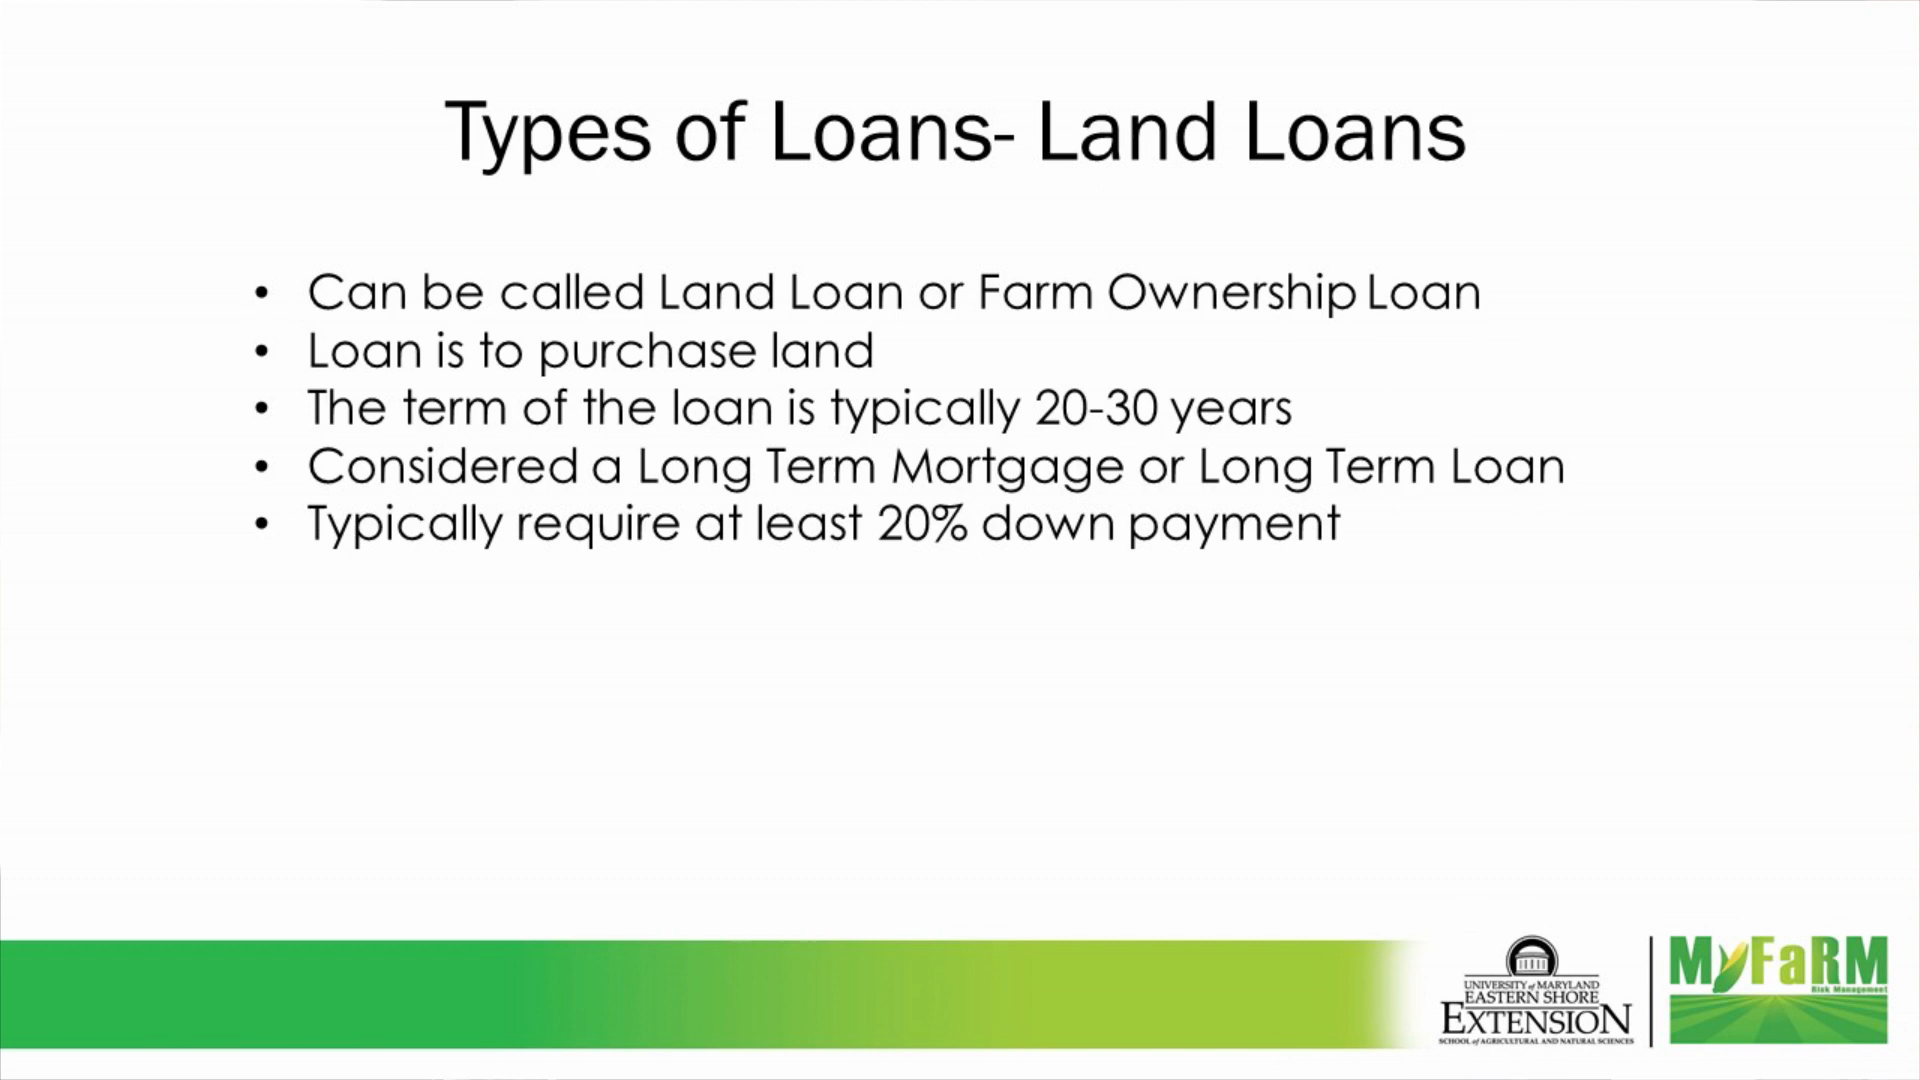 Types of Loans- Land Loans
• Can be called Land Loan or Farm Ownership Loan
• Loan is to purchase land
• The term of the loan is typically 20-30 years
• Considered a Long Term Mortgage or Long Term Loan
• Typically require at least 20% down payment
UNIVERSITY of MARYLAND
EASTERN SHORE
EXTENSION
SCHOOL of AGRICULTURAL AND NATURAL SCIENCES
MyFaRM
Risk Management